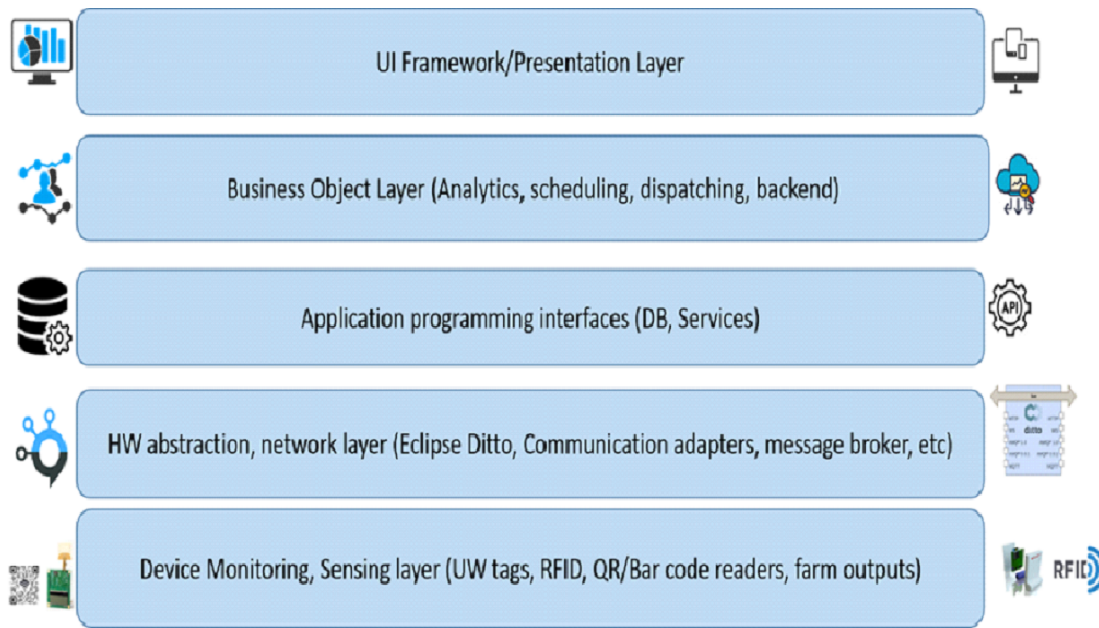 UI Framework/Presentation Layer
Business Object Layer (Analytics, scheduling, dispatching, backend)
Application programming interfaces (DB, Services)
API
HW abstraction, network layer (Eclipse Ditto, Communication adapters, message broker, etc)
ditto
Device Monitoring, Sensing layer (UW tags, RFID, QR/Bar code readers, farm outputs)
RFID